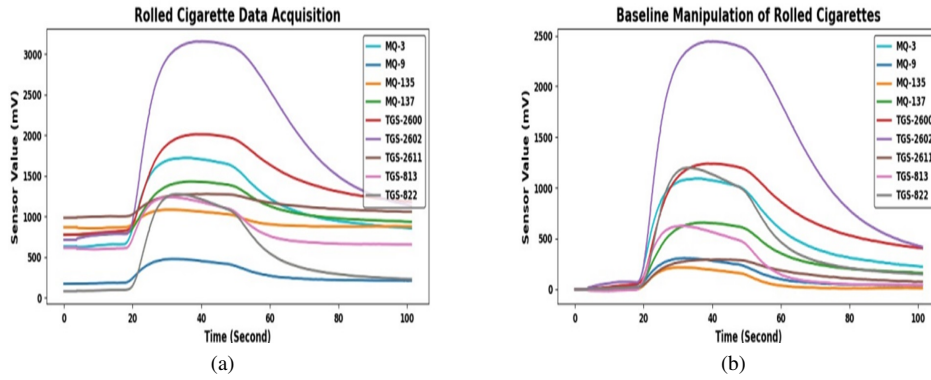 Rolled Cigarette Data Acquisition
Sensor Value (mV)
3000
2500
2000
1500
1000
500
0
MQ-3
MQ-9
MQ-135
MQ-137
TGS-2600
TGS-2602
TGS-2611
TGS-813
TGS-822
0
20
40
60
80
100
Time (Second)
(a)
Baseline Manipulation of Rolled Cigarettes
Sensor Value (mV)
2500
2000
1500
1000
500
0
MQ-3
MQ-9
MQ-135
MQ-137
TGS-2600
TGS-2602
TGS-2611
TGS-813
TGS-822
0
20
40
60
80
100
Time (Second)
(b)